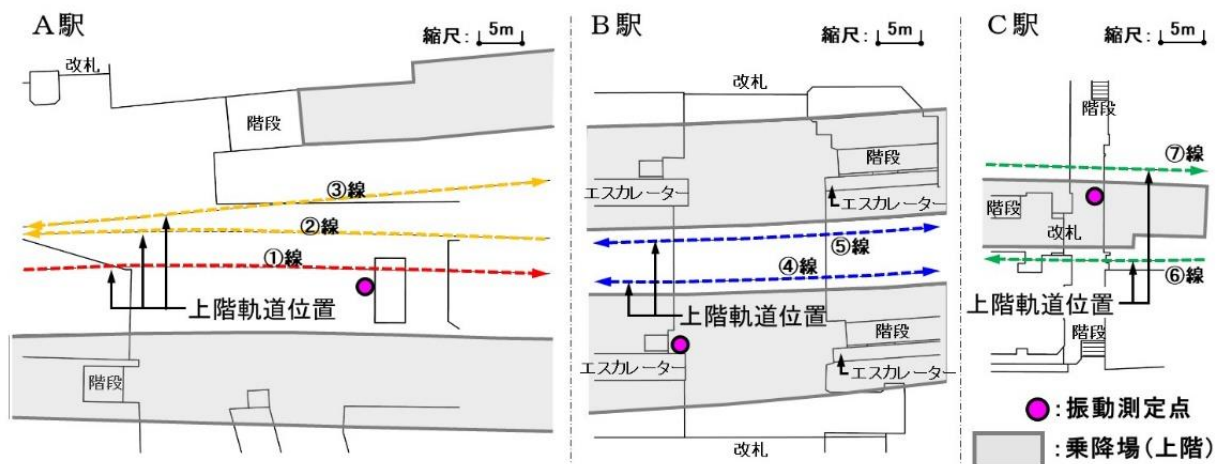 A駅
縮尺: 5m
改札
階段
③線
②線
①線
上階軌道位置
階段
B駅
縮尺: 5m
改札
階段
エスカレーター
エスカレーター
⑤線
④線
上階軌道位置
階段
エスカレーター
エスカレーター
改札
C駅
縮尺: 5m
階段
⑦線
階段
改札
⑥線
上階軌道位置
階段
:振動測定点
:乗降場(上階)